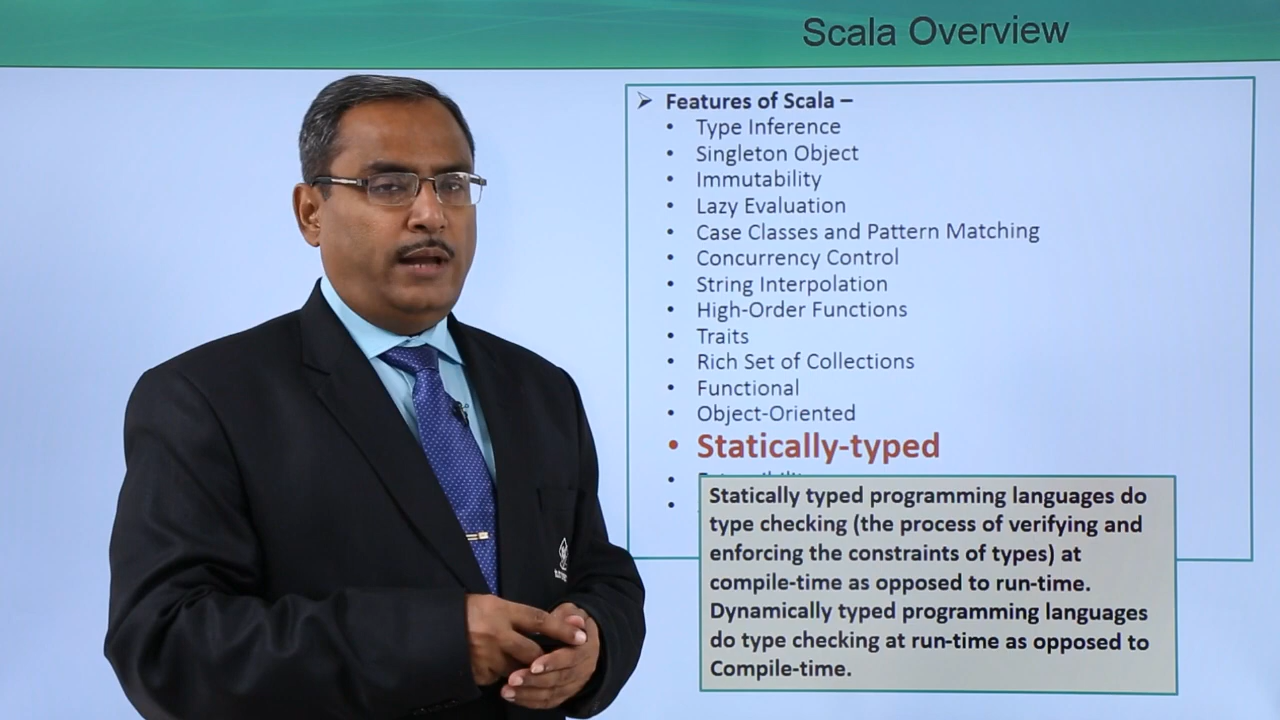 Scala Overview
Features of Scala –
Type Inference
Singleton Object
Immutability
Lazy Evaluation
Case Classes and Pattern Matching
Concurrency Control
String Interpolation
High-Order Functions
Traits
Rich Set of Collections
Functional
Object-Oriented
Statically-typed
Statically typed programming languages do
type checking (the process of verifying and
enforcing the constraints of types) at
compile-time as opposed to run-time.
Dynamically typed programming languages
do type checking at run-time as opposed to
Compile-time.